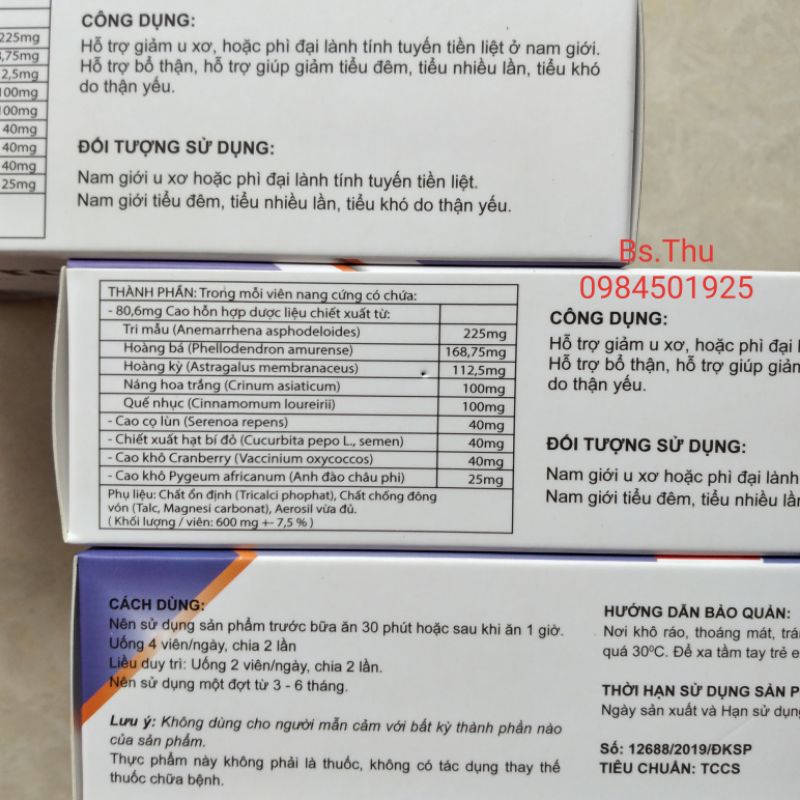 225mg
8,75mg
2,5mg
100mg
100mg
40mg
40mg
40mg
25mg
CÔNG DỤNG:
Hỗ trợ giảm u xơ, hoặc phì đại lành tính tuyến tiền liệt ở nam giới.
Hỗ trợ bổ thận, hỗ trợ giúp giảm tiểu đêm, tiểu nhiều lần, tiểu khó
do thận yếu.
ĐỐI TƯỢNG SỬ DỤNG:
Nam giới u xơ hoặc phì đại lành tính tuyến tiền liệt.
Nam giới tiểu đêm, tiểu nhiều lần, tiểu khó do thận yếu.
Bs.Thu
0984501925
THÀNH PHẦN: Trong mỗi viên nang cứng có chứa:
- 80,6mg Cao hỗn hợp dược liệu chiết xuất từ:
Tri mẫu (Anemarrhena asphodeloides) 225mg
Hoàng bá (Phellodendron amurense) 168,75mg
Hoàng kỳ (Astragalus membranaceus) 112,5mg
Náng hoa trắng (Crinum asiaticum) 100mg
Quế nhục (Cinnamomum loureirii) 100mg
- Cao cọ lùn (Serenoa repens) 40mg
- Chiết xuất hạt bí đỏ (Cucurbita pepo L., semen) 40mg
- Cao khô Cranberry (Vaccinium oxycoccos) 40mg
- Cao khô Pygeum africanum (Anh đào châu phi) 25mg
Phụ liệu: Chất ổn định (Tricalci phophat), Chất chống đông
vón (Talc, Magnesi carbonat), Aerosil vừa đủ.
( Khối lượng / viên: 600 mg +- 7,5 % )
CÔNG DỤNG:
Hỗ trợ giảm u xơ, hoặc phì đại
Hỗ trợ bổ thận, hỗ trợ giúp giảm
do thận yếu.
ĐỐI TƯỢNG SỬ DỤNG:
Nam giới u xơ hoặc phì đại lành
Nam giới tiểu đêm, tiểu nhiều lần
CÁCH DÙNG:
Nên sử dụng sản phẩm trước bữa ăn 30 phút hoặc sau khi ăn 1 giờ.
Uống 4 viên/ngày, chia 2 lần
Liều duy trì: Uống 2 viên/ngày, chia 2 lần.
Nên sử dụng một đợt từ 3 - 6 tháng.
Lưu ý: Không dùng cho người mẫn cảm với bất kỳ thành phần nào
của sản phẩm.
Thực phẩm này không phải là thuốc, không có tác dụng thay thế
thuốc chữa bệnh.
HƯỚNG DẪN BẢO QUẢN:
Nơi khô ráo, thoáng mát, trá
quá 30⁰C. Để xa tầm tay trẻ e
THỜI HẠN SỬ DỤNG SẢN P
Ngày sản xuất và Hạn sử dụn
Số: 12688/2019/ĐKSP
TIÊU CHUẨN: TCCS